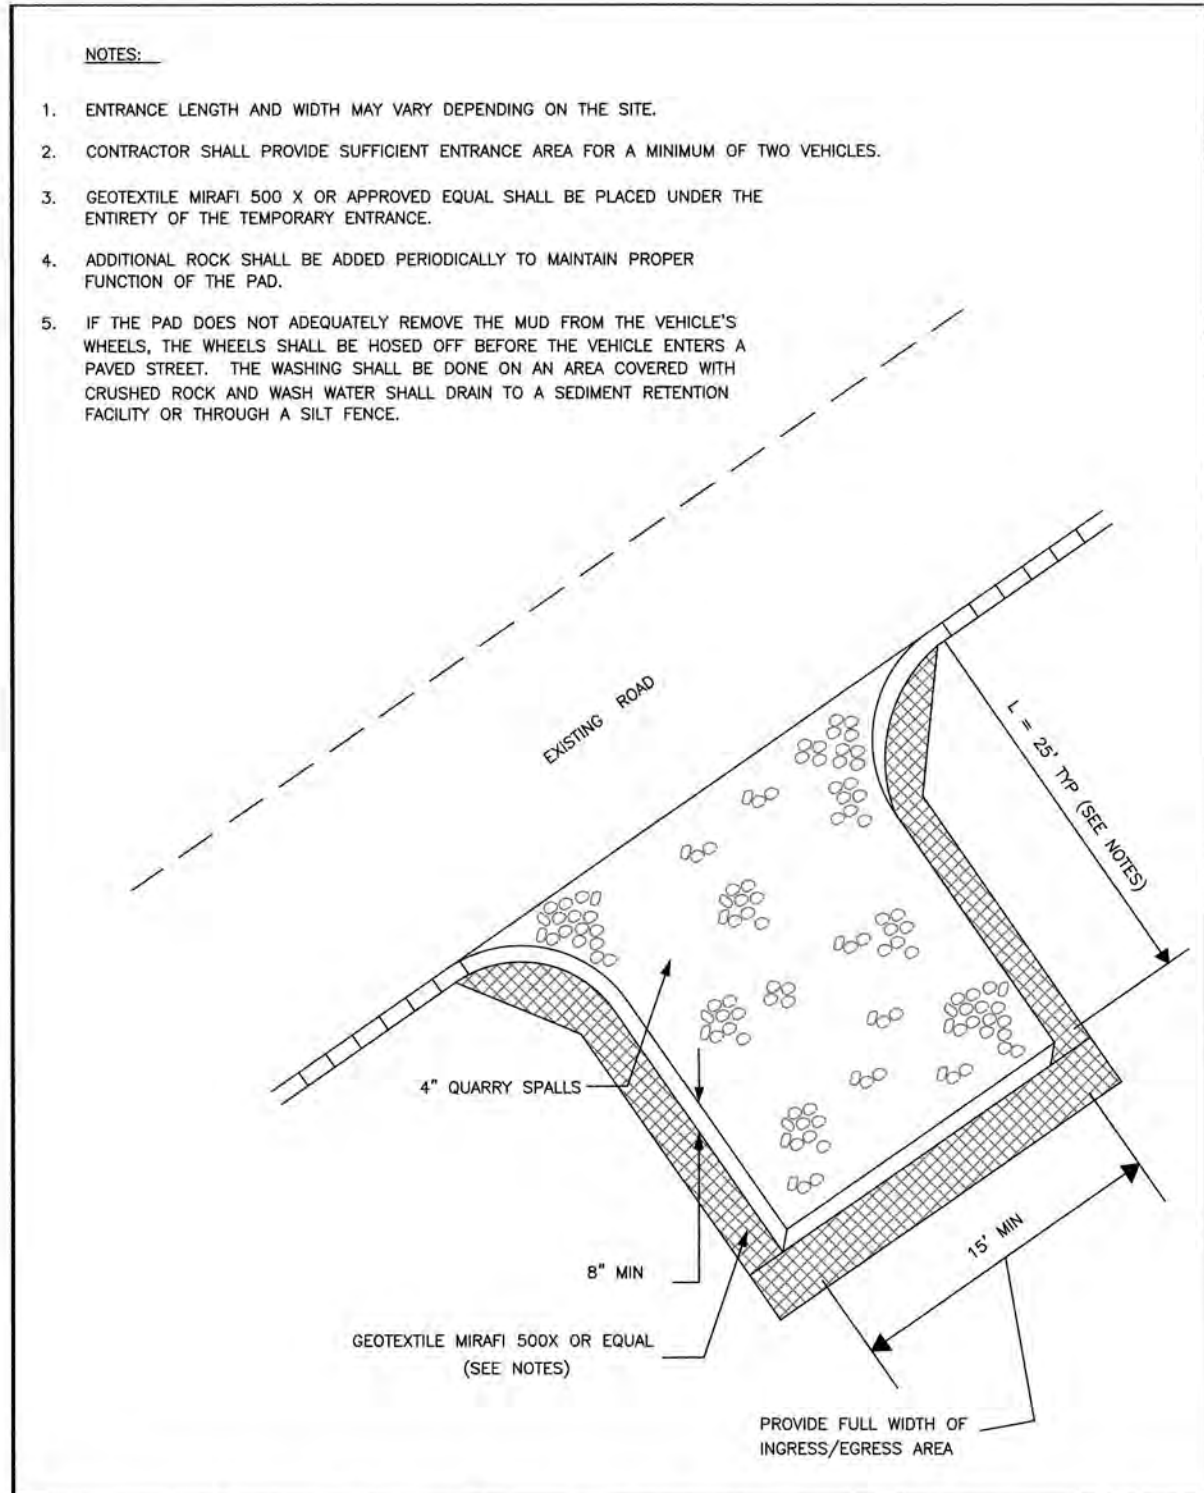 NOTES:
1. ENTRANCE LENGTH AND WIDTH MAY VARY DEPENDING ON THE SITE.
2. CONTRACTOR SHALL PROVIDE SUFFICIENT ENTRANCE AREA FOR A MINIMUM OF TWO VEHICLES.
3. GEOTEXTILE MIRAFI 500 X OR APPROVED EQUAL SHALL BE PLACED UNDER THE
ENTIRETY OF THE TEMPORARY ENTRANCE.
4. ADDITIONAL ROCK SHALL BE ADDED PERIODICALLY TO MAINTAIN PROPER
FUNCTION OF THE PAD.
5. IF THE PAD DOES NOT ADEQUATELY REMOVE THE MUD FROM THE VEHICLE'S
WHEELS, THE WHEELS SHALL BE HOSED OFF BEFORE THE VEHICLE ENTERS A
PAVED STREET. THE WASHING SHALL BE DONE ON AN AREA COVERED WITH
CRUSHED ROCK AND WASH WATER SHALL DRAIN TO A SEDIMENT RETENTION
FACILITY OR THROUGH A SILT FENCE.
EXISTING ROAD
L = 25' TYP (SEE NOTES)
4" QUARRY SPALLS
8" MIN
15' MIN
GEOTEXTILE MIRAFI 500X OR EQUAL
(SEE NOTES)
PROVIDE FULL WIDTH OF
INGRESS/EGRESS AREA